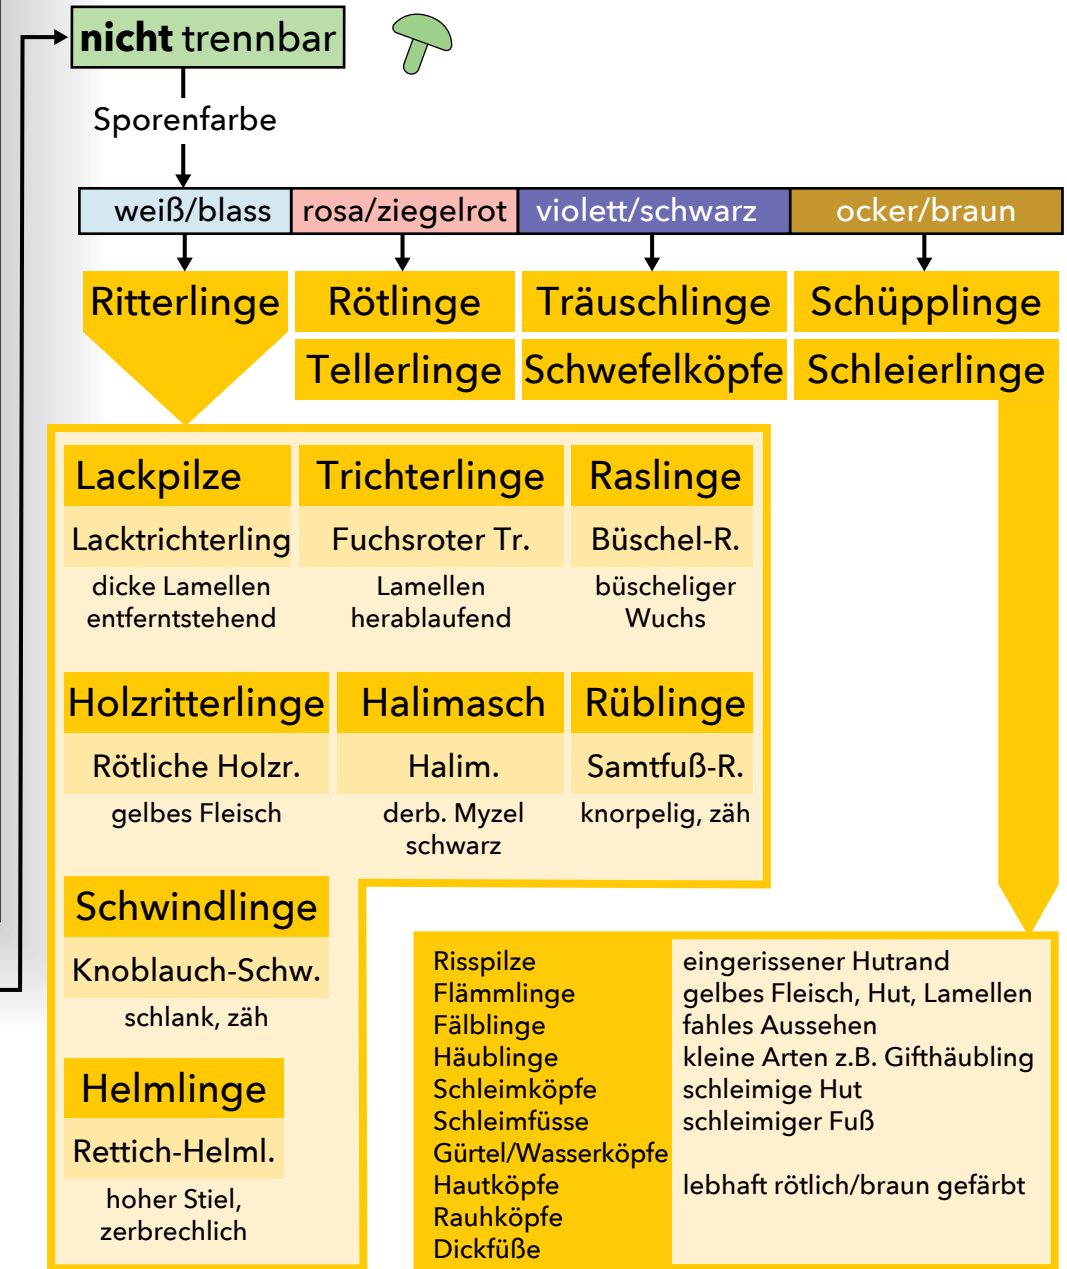 nicht trennbar
Sporenfarbe
weiß/blass
rosa/ziegelrot
violett/schwarz
ocker/braun
Ritterlinge
Rötlinge
Träuschlinge
Schüpplinge
Tellerlinge
Schwefelköpfe
Schleierlinge
Lackpilze
Lacktrichterling
dicke Lamellen
entferntstehend
Trichterlinge
Fuchsroter Tr.
Lamellen
herablaufend
Raslinge
Büschel-R.
büscheliger
Wuchs
Holzritterlinge
Rötliche Holzr.
gelbes Fleisch
Halimasch
Halim.
derb. Myzel
schwarz
Rüblinge
Samtfuß-R.
knorpelig, zäh
Schwindlinge
Knoblauch-Schw.
schlank, zäh
Helmlinge
Rettich-Helml.
hoher Stiel,
zerbrechlich
Risspilze eingerissener Hutrand
Flämmlinge gelbes Fleisch, Hut, Lamellen
Fälblinge fahles Aussehen
Häublinge kleine Arten z.B. Gifthäubling
Schleimköpfe schleimige Hut
Schleimfüsse schleimiger Fuß
Gürtel/Wasserköpfe
Hautköpfe lebhaft rötlich/braun gefärbt
Rauhköpfe
Dickfüße